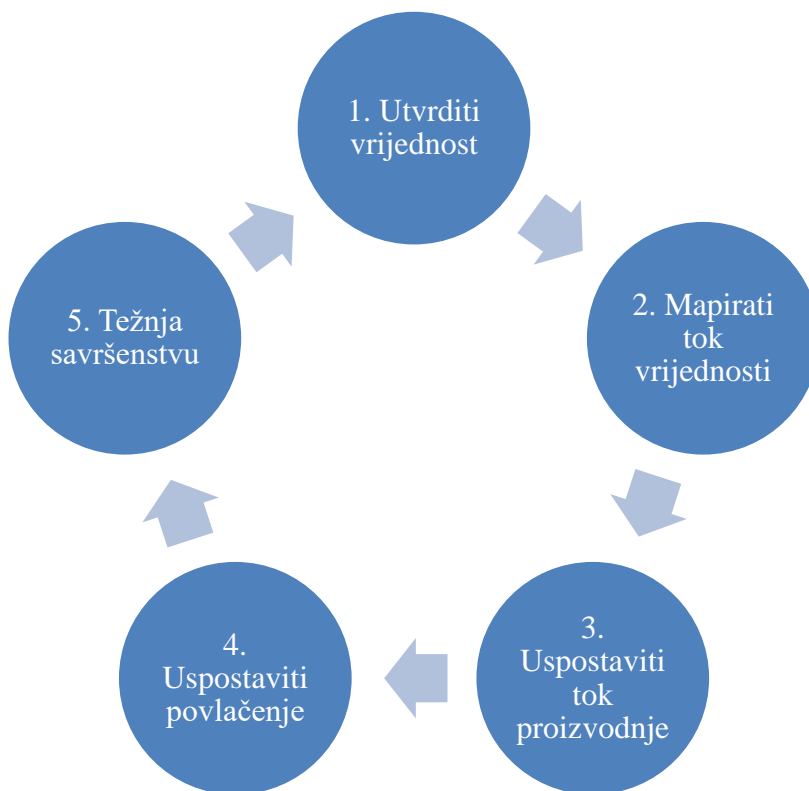 1. Utvrditi
vrijednost
2. Mapirati
tok
vrijednosti
3.
Uspostaviti
tok
proizvodnje
4.
Uspostaviti
povlačenje
5. Težnja
savršenstvu